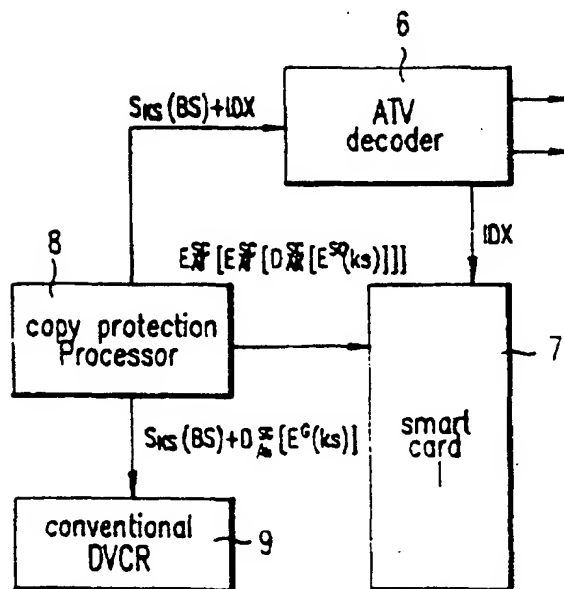 6
ATV
decoder
SKS(BS)+IDX
IDX
8
copy protection
Processor
7
smart
card
SKS(BS)+D
conventional
DVCR
9